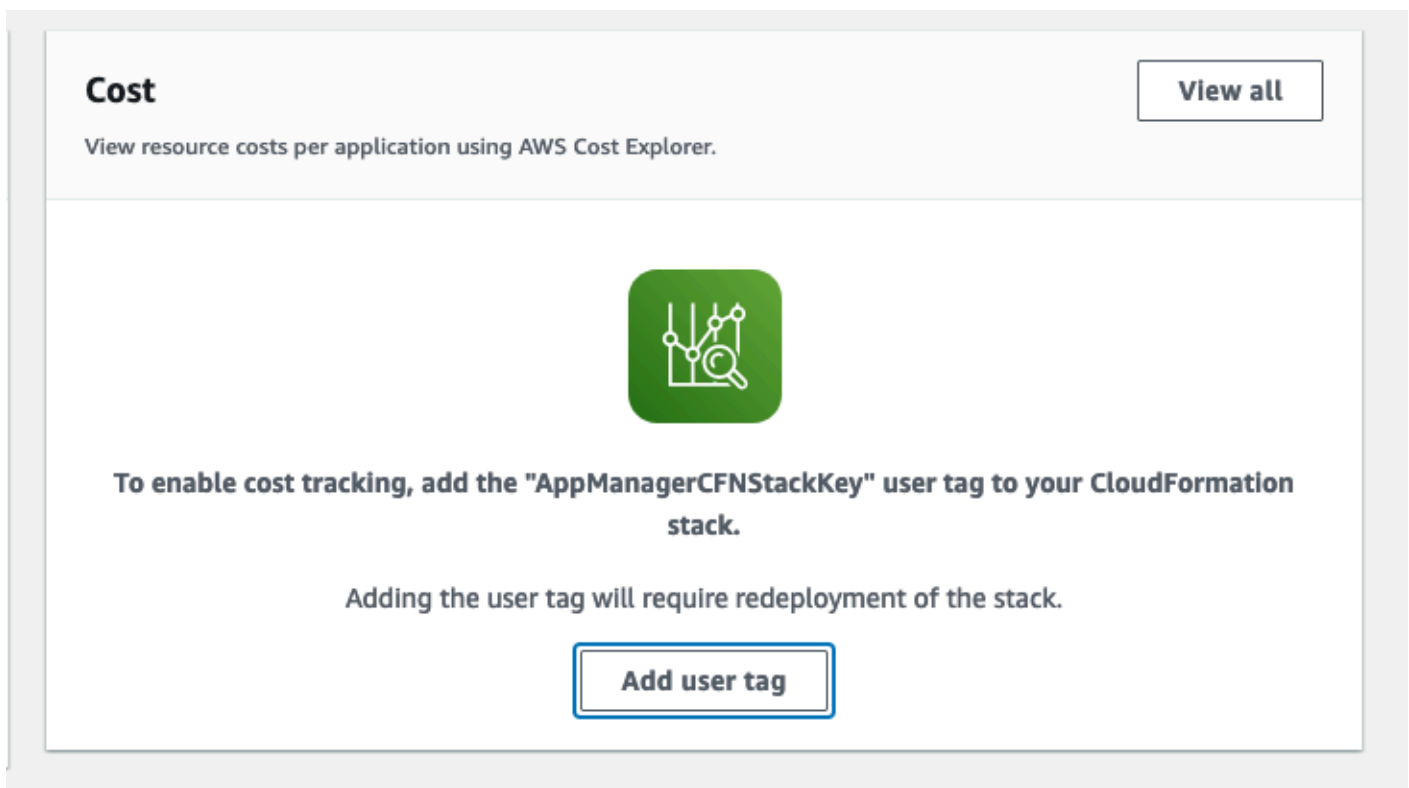 Cost
View all
View resource costs per application using AWS Cost Explorer.
To enable cost tracking, add the "AppManagerCFNStackKey" user tag to your CloudFormation
stack.
Adding the user tag will require redeployment of the stack.
Add user tag